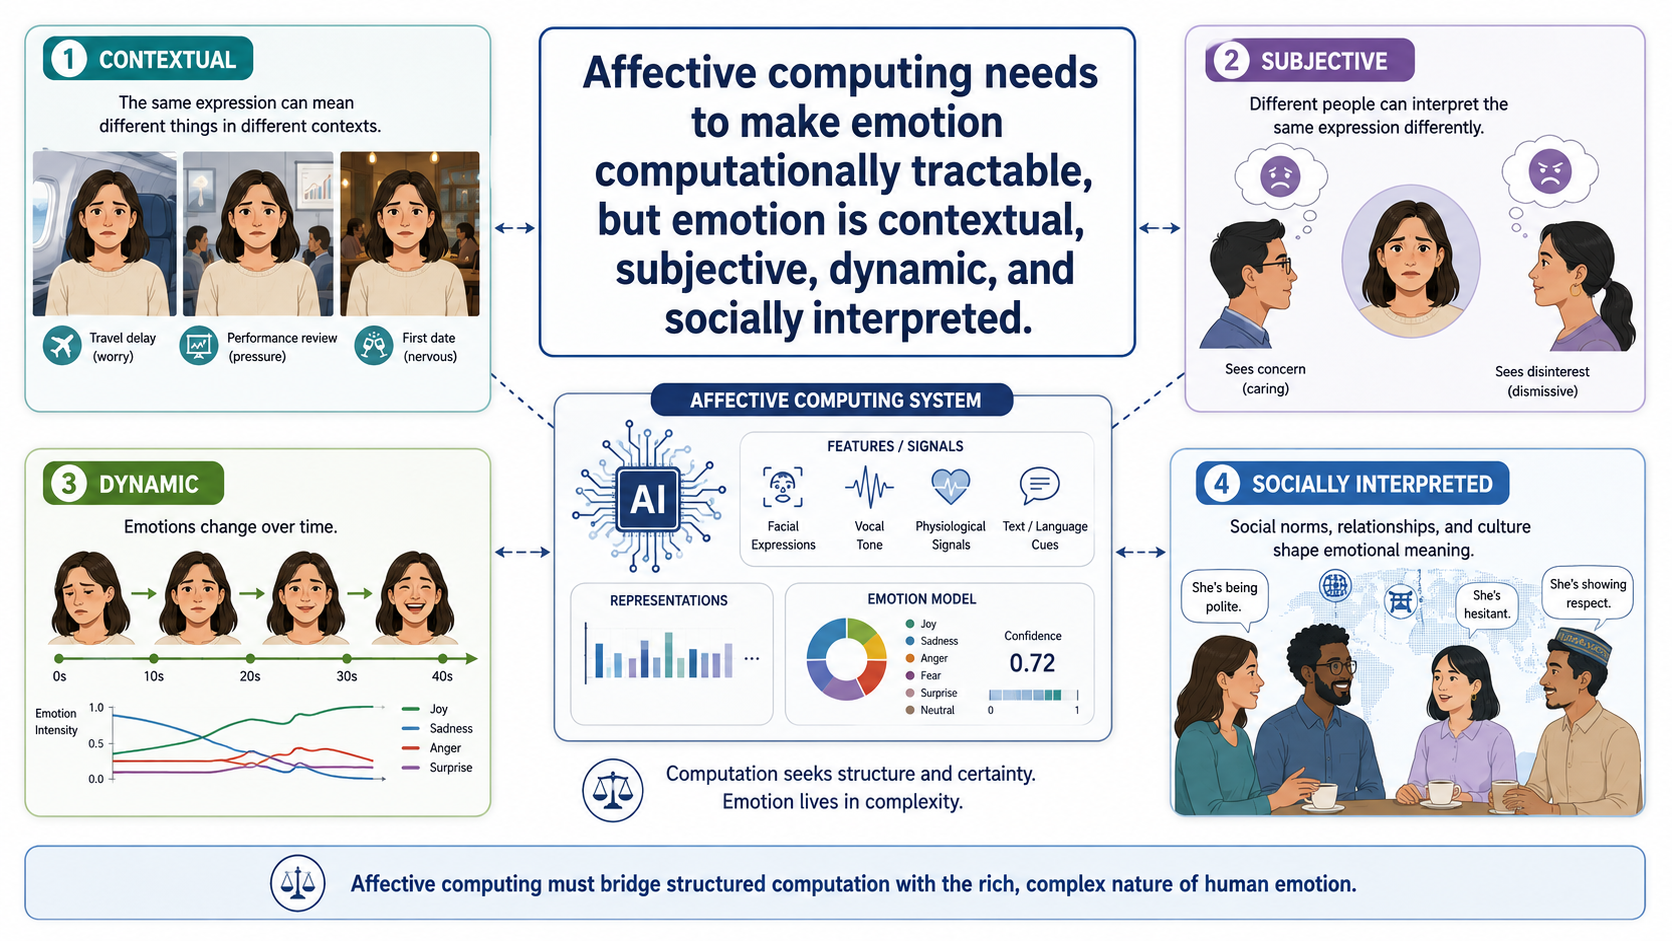 1 CONTEXTUAL
The same expression can mean
different things in different contexts.
Travel delay
(worry)
Performance review
(pressure)
First date
(nervous)
Affective computing needs
to make emotion
computationally tractable,
but emotion is contextual,
subjective, dynamic, and
socially interpreted.
2 SUBJECTIVE
Different people can interpret the
same expression differently.
Sees concern
(caring)
Sees disinterest
(dismissive)
3 DYNAMIC
Emotions change over time.
0s 10s 20s 30s 40s
Emotion
Intensity
1.0
0.5
0.0
Joy
Sadness
Anger
Surprise
AFFECTIVE COMPUTING SYSTEM
AI
FEATURES / SIGNALS
Facial
Expressions
Vocal
Tone
Physiological
Signals
Text / Language
Cues
REPRESENTATIONS
...
EMOTION MODEL
Joy
Sadness
Anger
Fear
Surprise
Neutral
Confidence
0.72
0 1
Computation seeks structure and certainty.
Emotion lives in complexity.
4 SOCIALLY INTERPRETED
Social norms, relationships, and culture
shape emotional meaning.
She's being
polite.
She's
hesitant.
She's showing
respect.
Affective computing must bridge structured computation with the rich, complex nature of human emotion.